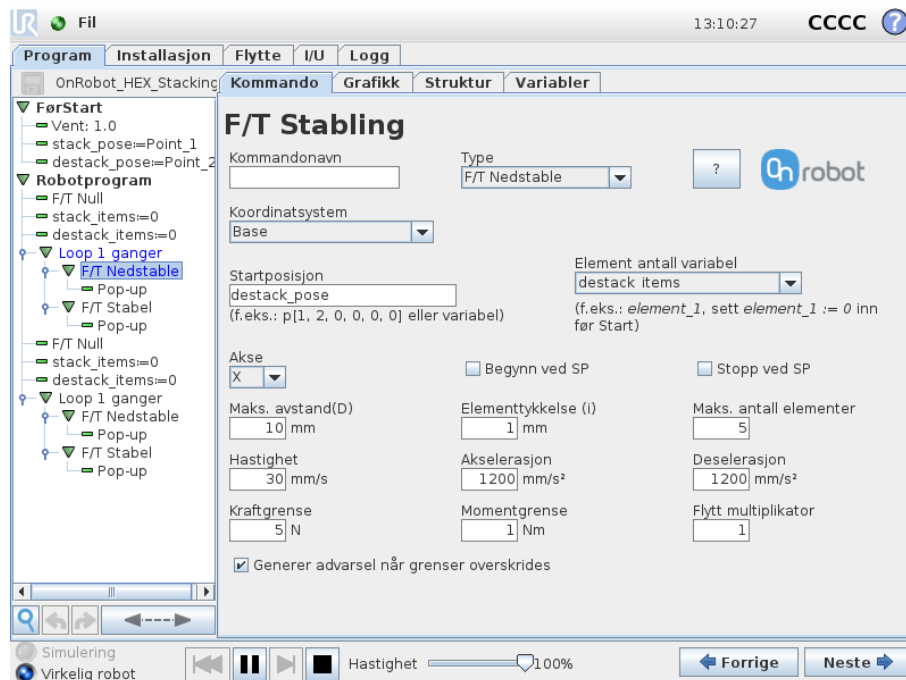 Fil
13:10:27
CCCC
?
Program Installasjon Flytte I/U Logg
OnRobot_HEX_Stacking
Kommando Grafikk Struktur Variabler
FørStart
Vent: 1.0
stack_pose:=Point_1
destack_pose:=Point_2
Robotprogram
F/T Null
stack_items:=0
destack_items:=0
Loop 1 ganger
F/T Nedstable
Pop-up
F/T Stabel
Pop-up
F/T Null
stack_items:=0
destack_items:=0
Loop 1 ganger
F/T Nedstable
Pop-up
F/T Stabel
Pop-up
F/T Stabling
Kommandonavn
Type
F/T Nedstable
?
On robot
Koordinatsystem
Base
Startposisjon
destack_pose
(f.eks.: p[1, 2, 0, 0, 0, 0] eller variabel)
Element antall variabel
destack items
(f.eks.: element_1, sett element_1 := 0 inn
før Start)
Akse
X
Begynn ved SP
Stopp ved SP
Maks. avstand(D)
10 mm
Elementtykkelse (i)
1 mm
Maks. antall elementer
5
Hastighet
30 mm/s
Akselerasjon
1200 mm/s²
Deselerasjon
1200 mm/s²
Kraftgrense
5 N
Momentgrense
1 Nm
Flytt multiplikator
1
Generer advarsel når grenser overskrides
Simulering
Virkelig robot
Hastighet
100%
Forrige
Neste